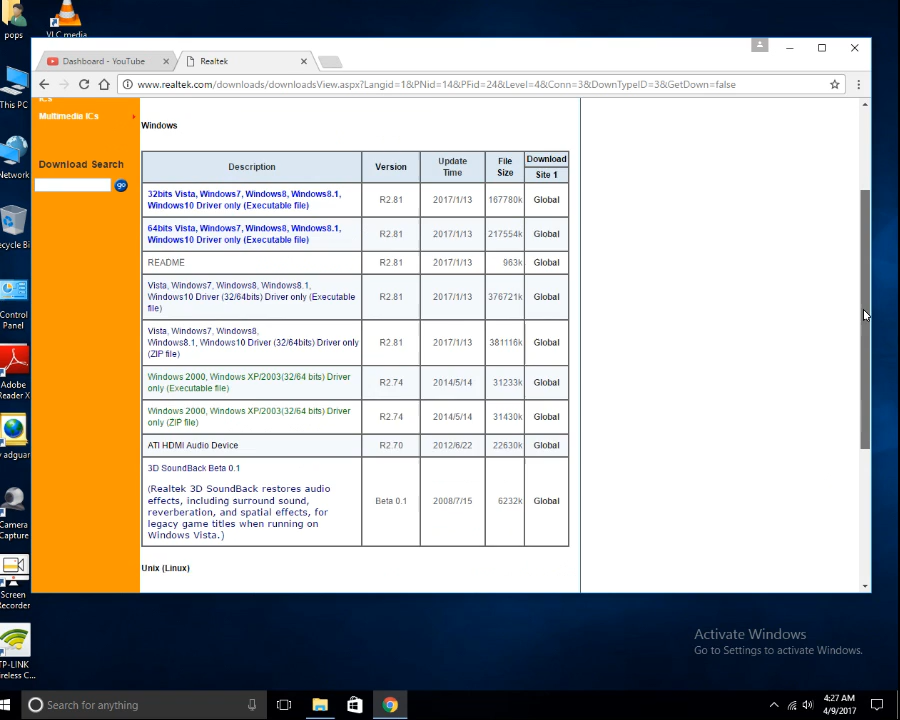 pops
VLC media
This PC
Network
Recycle Bi
Control
Panel
Adobe
Reader X
adguar
Camera
Capture
Screen
Recorder
TP-LINK
Wireless C...
Dashboard - YouTube
Realtek
www.realtek.com/downloads/downloadsView.aspx?Langid=1&PNid=14&PFid=24&Level=4&Conn=3&DownTypeID=3&GetDown=false
ICs
Multimedia ICs
Download Search
go
Windows
Description
Version
Update
Time
File
Size
Download
Site 1
32bits Vista, Windows7, Windows8, Windows8.1,
Windows10 Driver only (Executable file)
R2.81
2017/1/13
167780k
Global
64bits Vista, Windows7, Windows8, Windows8.1,
Windows10 Driver only (Executable file)
R2.81
2017/1/13
217554k
Global
README
R2.81
2017/1/13
963k
Global
Vista, Windows7, Windows8, Windows8.1,
Windows10 Driver (32/64bits) Driver only (Executable
file)
R2.81
2017/1/13
376721k
Global
Vista, Windows7, Windows8,
Windows8.1, Windows10 Driver (32/64bits) Driver only
(ZIP file)
R2.81
2017/1/13
381116k
Global
Windows 2000, Windows XP/2003(32/64 bits) Driver
only (Executable file)
R2.74
2014/5/14
31233k
Global
Windows 2000, Windows XP/2003(32/64 bits) Driver
only (ZIP file)
R2.74
2014/5/14
31430k
Global
ATI HDMI Audio Device
R2.70
2012/6/22
22630k
Global
3D SoundBack Beta 0.1
(Realtek 3D SoundBack restores audio
effects, including surround sound,
reverberation, and spatial effects, for
legacy game titles when running on
Windows Vista.)
Beta 0.1
2008/7/15
6232k
Global
Unix (Linux)
Activate Windows
Go to Settings to activate Windows.
Search for anything
4:27 AM
4/9/2017